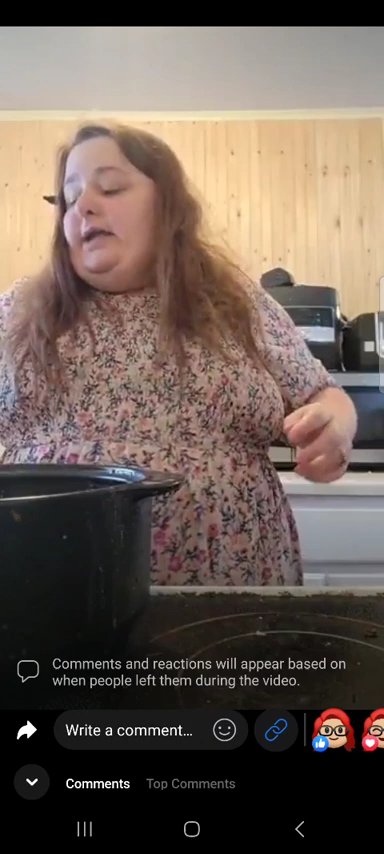 Comments and reactions will appear based on
when people left them during the video.
Write a comment...
Comments Top Comments